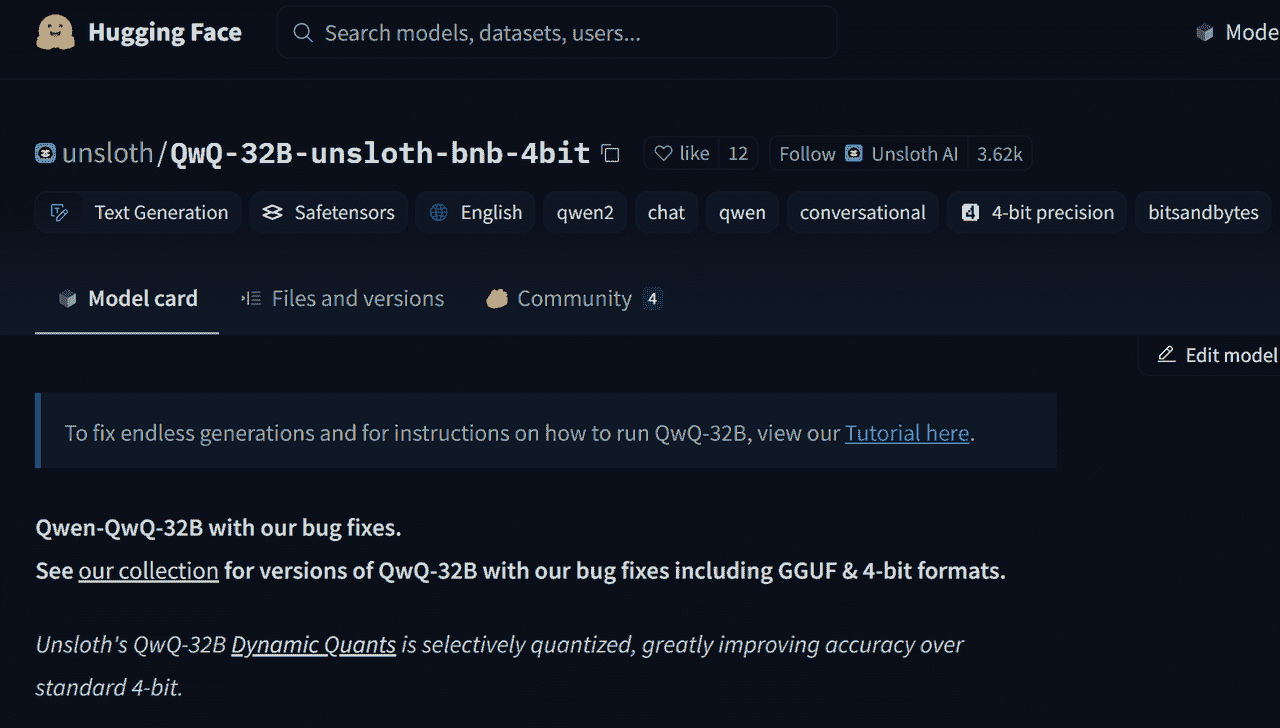 Hugging Face
Search models, datasets, users...
unsloth/QwQ-32B-unsloth-bnb-4bit like 12 Follow Unsloth AI 3.62k
Text Generation Safetensors English qwen2 chat qwen conversational 4 4-bit precision bitsandbytes
Model card Files and versions Community 4
Edit model
To fix endless generations and for instructions on how to run QwQ-32B, view our Tutorial here.
Qwen-QwQ-32B with our bug fixes.
See our collection for versions of QwQ-32B with our bug fixes including GGUF & 4-bit formats.
Unsloth's QwQ-32B Dynamic Quants is selectively quantized, greatly improving accuracy over
standard 4-bit.